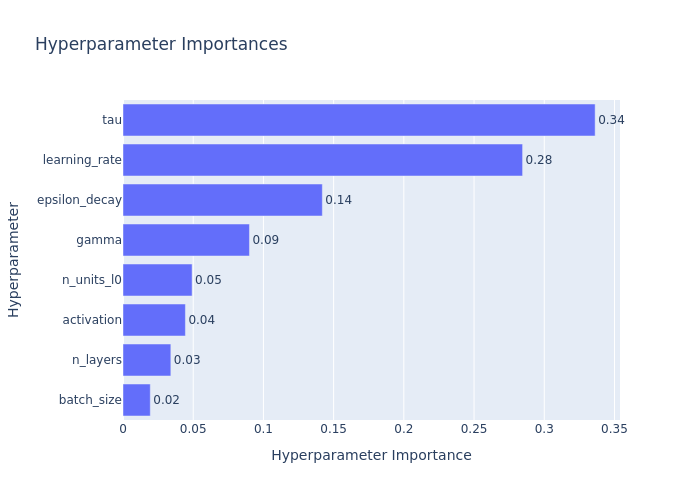 Hyperparameter Importances
Hyperparameter
tau 0.34
learning_rate 0.28
epsilon_decay 0.14
gamma 0.09
n_units_l0 0.05
activation 0.04
n_layers 0.03
batch_size 0.02
0 0.05 0.1 0.15 0.2 0.25 0.3 0.35
Hyperparameter Importance